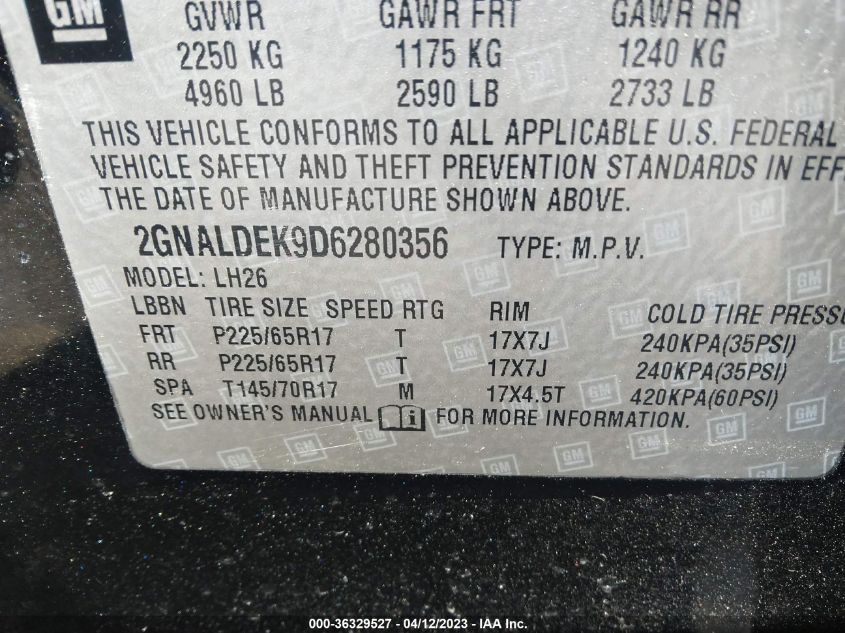 GM GVWR GAWR FRT GAWR RR
2250 KG 1175 KG 1240 KG
4960 LB 2590 LB 2733 LB
THIS VEHICLE CONFORMS TO ALL APPLICABLE U.S. FEDERAL
VEHICLE SAFETY AND THEFT PREVENTION STANDARDS IN EFF
THE DATE OF MANUFACTURE SHOWN ABOVE.
2GNALDEK9D6280356 TYPE: M.P.V.
MODEL: LH26
LBBN TIRE SIZE SPEED RTG RIM COLD TIRE PRESSU
FRT P225/65R17 T 17X7J 240KPA(35PSI)
RR P225/65R17 T 17X7J 240KPA(35PSI)
SPA T145/70R17 M 17X4.5T 420KPA(60PSI)
SEE OWNER'S MANUAL i FOR MORE INFORMATION.
000-36329527 - 04/12/2023 - IAA Inc.